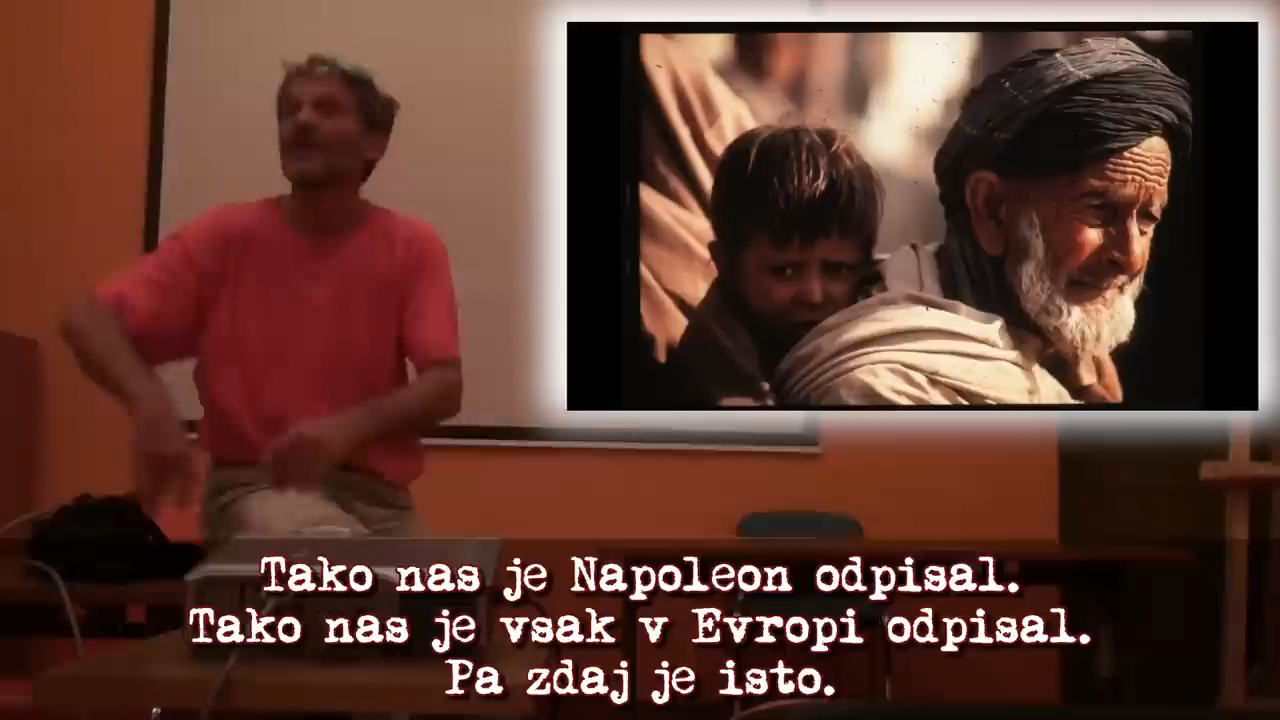 Tako nas je Napoleon odpisal.
Tako nas je vsak v Evropi odpisal.
Pa zdaj je isto.